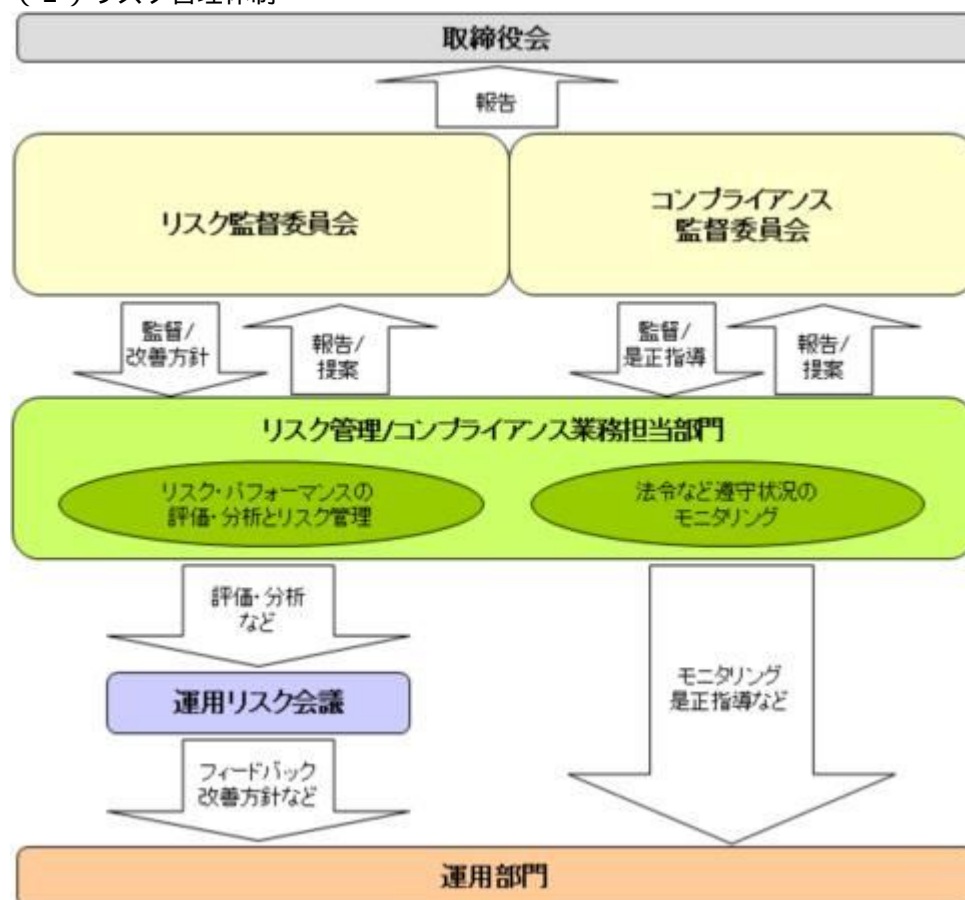 (2)リスク管理体制
取締役会
報告
リスク監督委員会
コンプライアンス
監督委員会
監督/
改善方針
報告/
提案
監督/
是正指導
報告/
提案
リスク管理/コンプライアンス業務担当部門
リスク・パフォーマンスの
評価・分析とリスク管理
法令など遵守状況の
モニタリング
評価・分析
など
運用リスク会議
モニタリング
是正指導など
フィードバック
改善方針など
運用部門